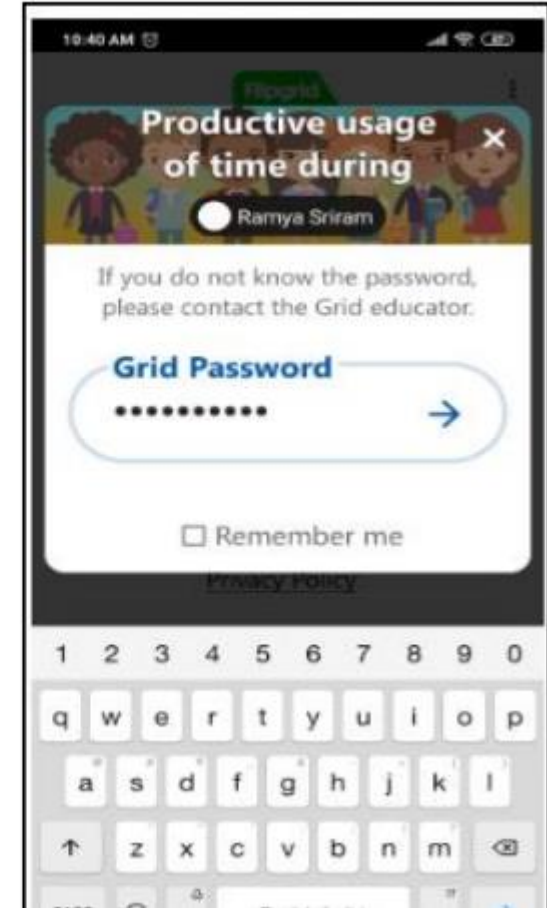 10:40 AM
Flipgrid
Productive usage
of time during
Ramya Sriram
If you do not know the password,
please contact the Grid educator.
Grid Password
••••••••••
Remember me
Privacy Policy
1 2 3 4 5 6 7 8 9 0
q w e r t y u i o p
a s d f g h j k l
z x c v b n m